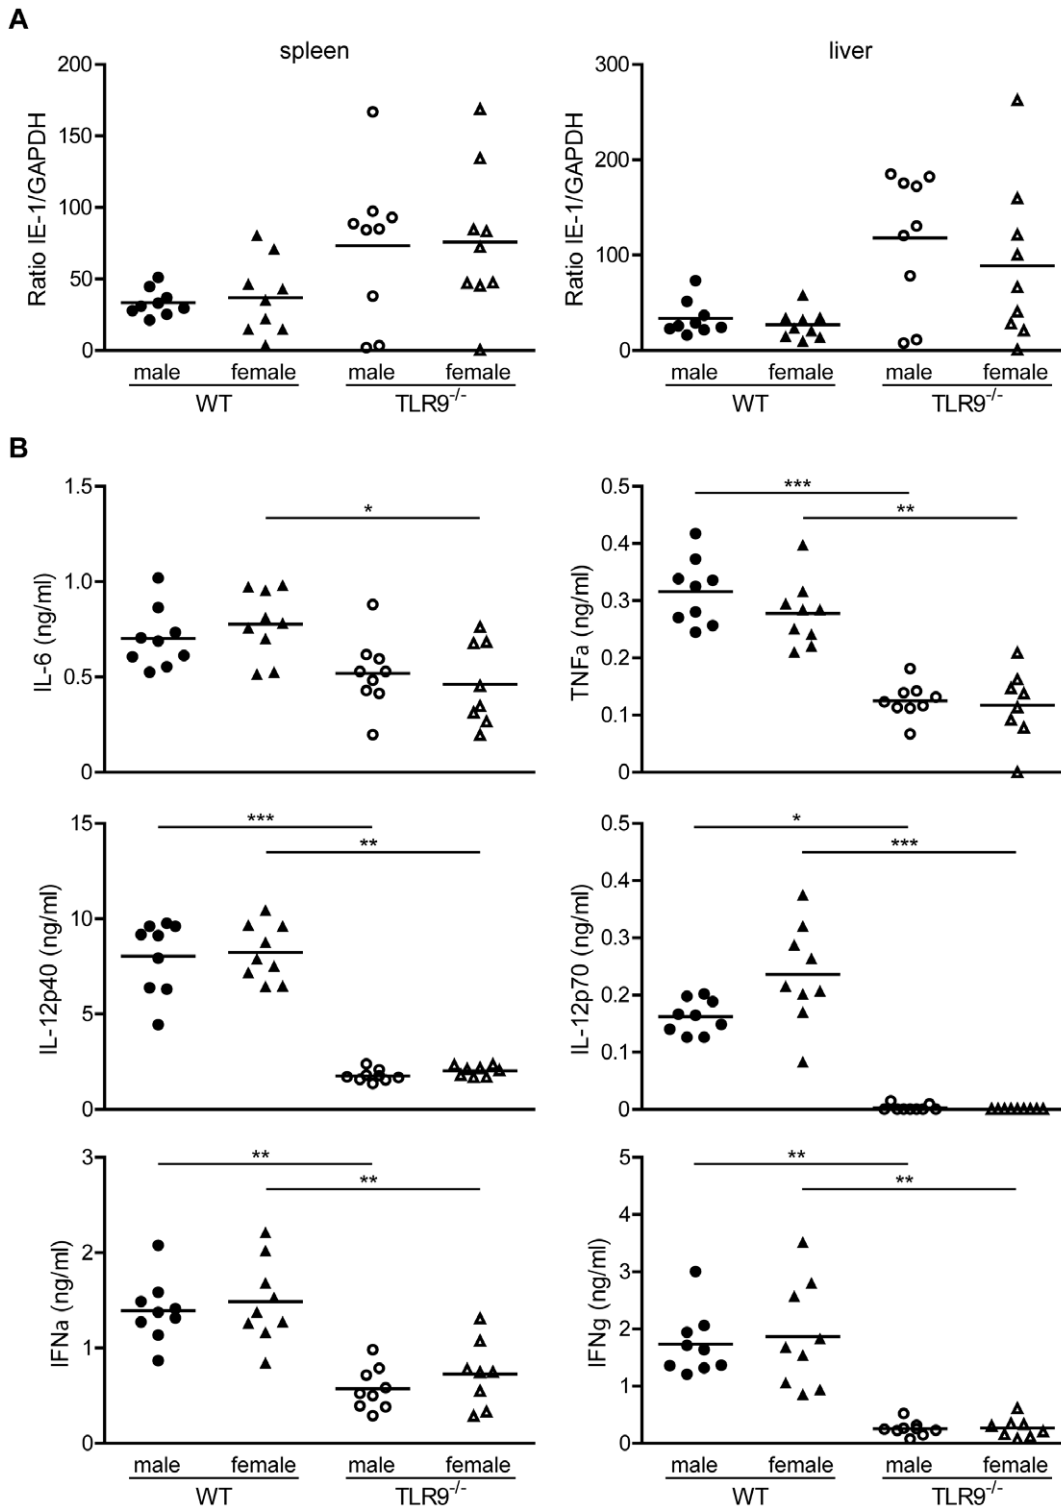 A
spleen
Ratio IE-1/GAPDH
200
150
100
50
0
male female male female
WT TLR9-/-
liver
Ratio IE-1/GAPDH
300
200
100
0
male female male female
WT TLR9-/-
B
IL-6 (ng/ml)
1.5
1.0
0.5
0
*
TNFa (ng/ml)
0.5
0.4
0.3
0.2
0.1
0
***
**
IL-12p40 (ng/ml)
15
10
5
0
***
**
IL-12p70 (ng/ml)
0.5
0.4
0.3
0.2
0.1
0
*
***
IFNa (ng/ml)
3
2
1
0
**
**
male female male female
WT TLR9-/-
IFNg (ng/ml)
5
4
3
2
1
0
**
**
male female male female
WT TLR9-/-